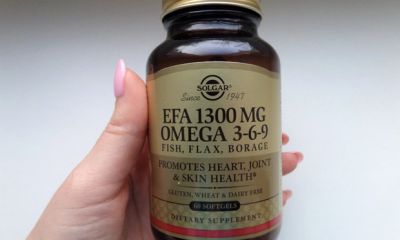 SOLGAR®
Since 1947
EFA 1300 MG
OMEGA 3-6-9
FISH, FLAX, BORAGE
PROMOTES HEART, JOINT
& SKIN HEALTH*
GLUTEN, WHEAT & DAIRY FREE
60 SOFTGELS
DIETARY SUPPLEMENT